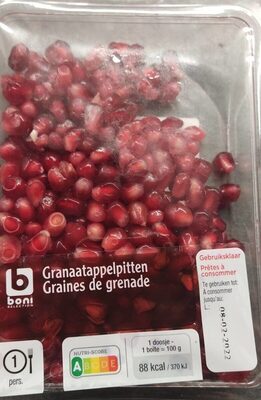 b
boni
SELECTION
Granaatappelpitten
Graines de grenade
Gebruiksklaar
Prêtes à
consommer
Te gebruiken tot:
A consommer
jusqu'au:
08.02.2022
1
pers.
NUTRI-SCORE
A B C D E
1 doosje -
1 boîte = 100 g
88 kcal / 370 kJ